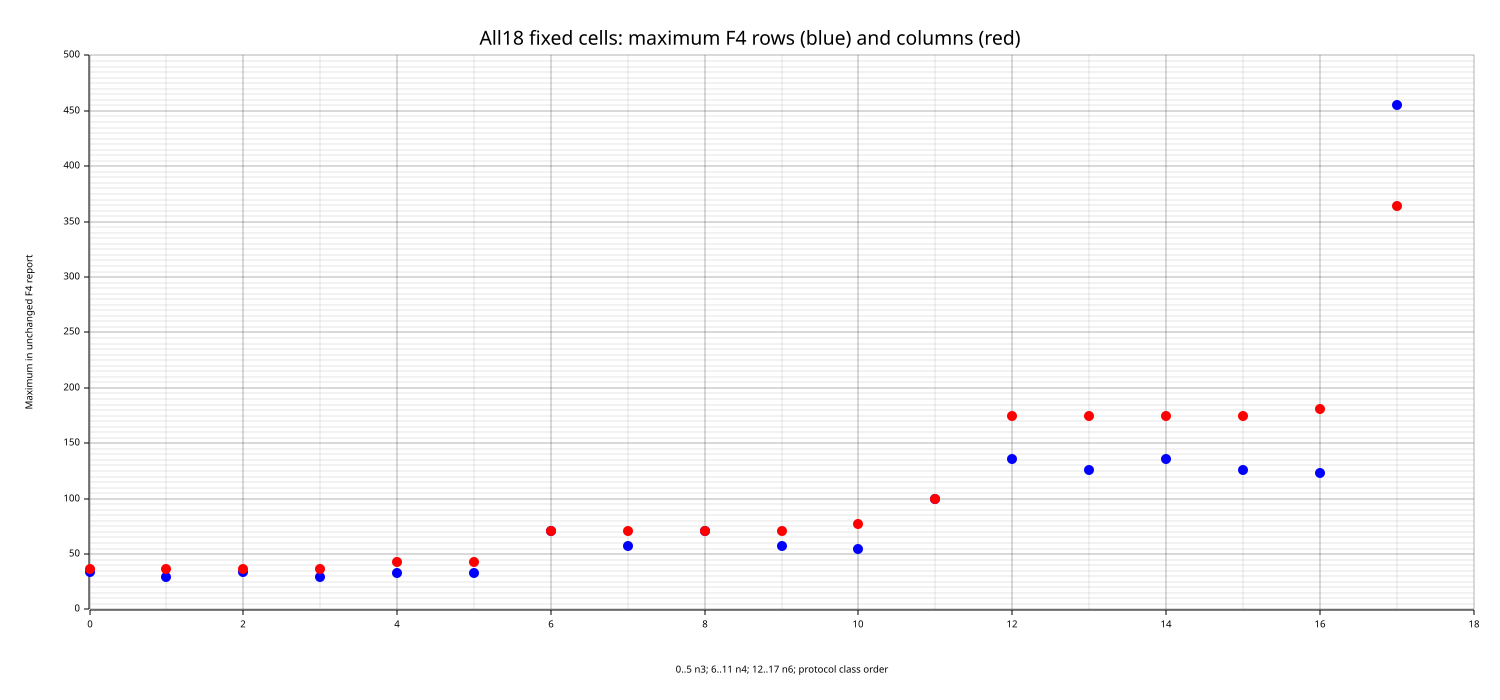 All18 fixed cells: maximum F4 rows (blue) and columns (red)
500
450
400
350
300
250
200
150
100
50
0
Maximum in unchanged F4 report
0 2 4 6 8 10 12 14 16 18
0..5 n3; 6..11 n4; 12..17 n6; protocol class order